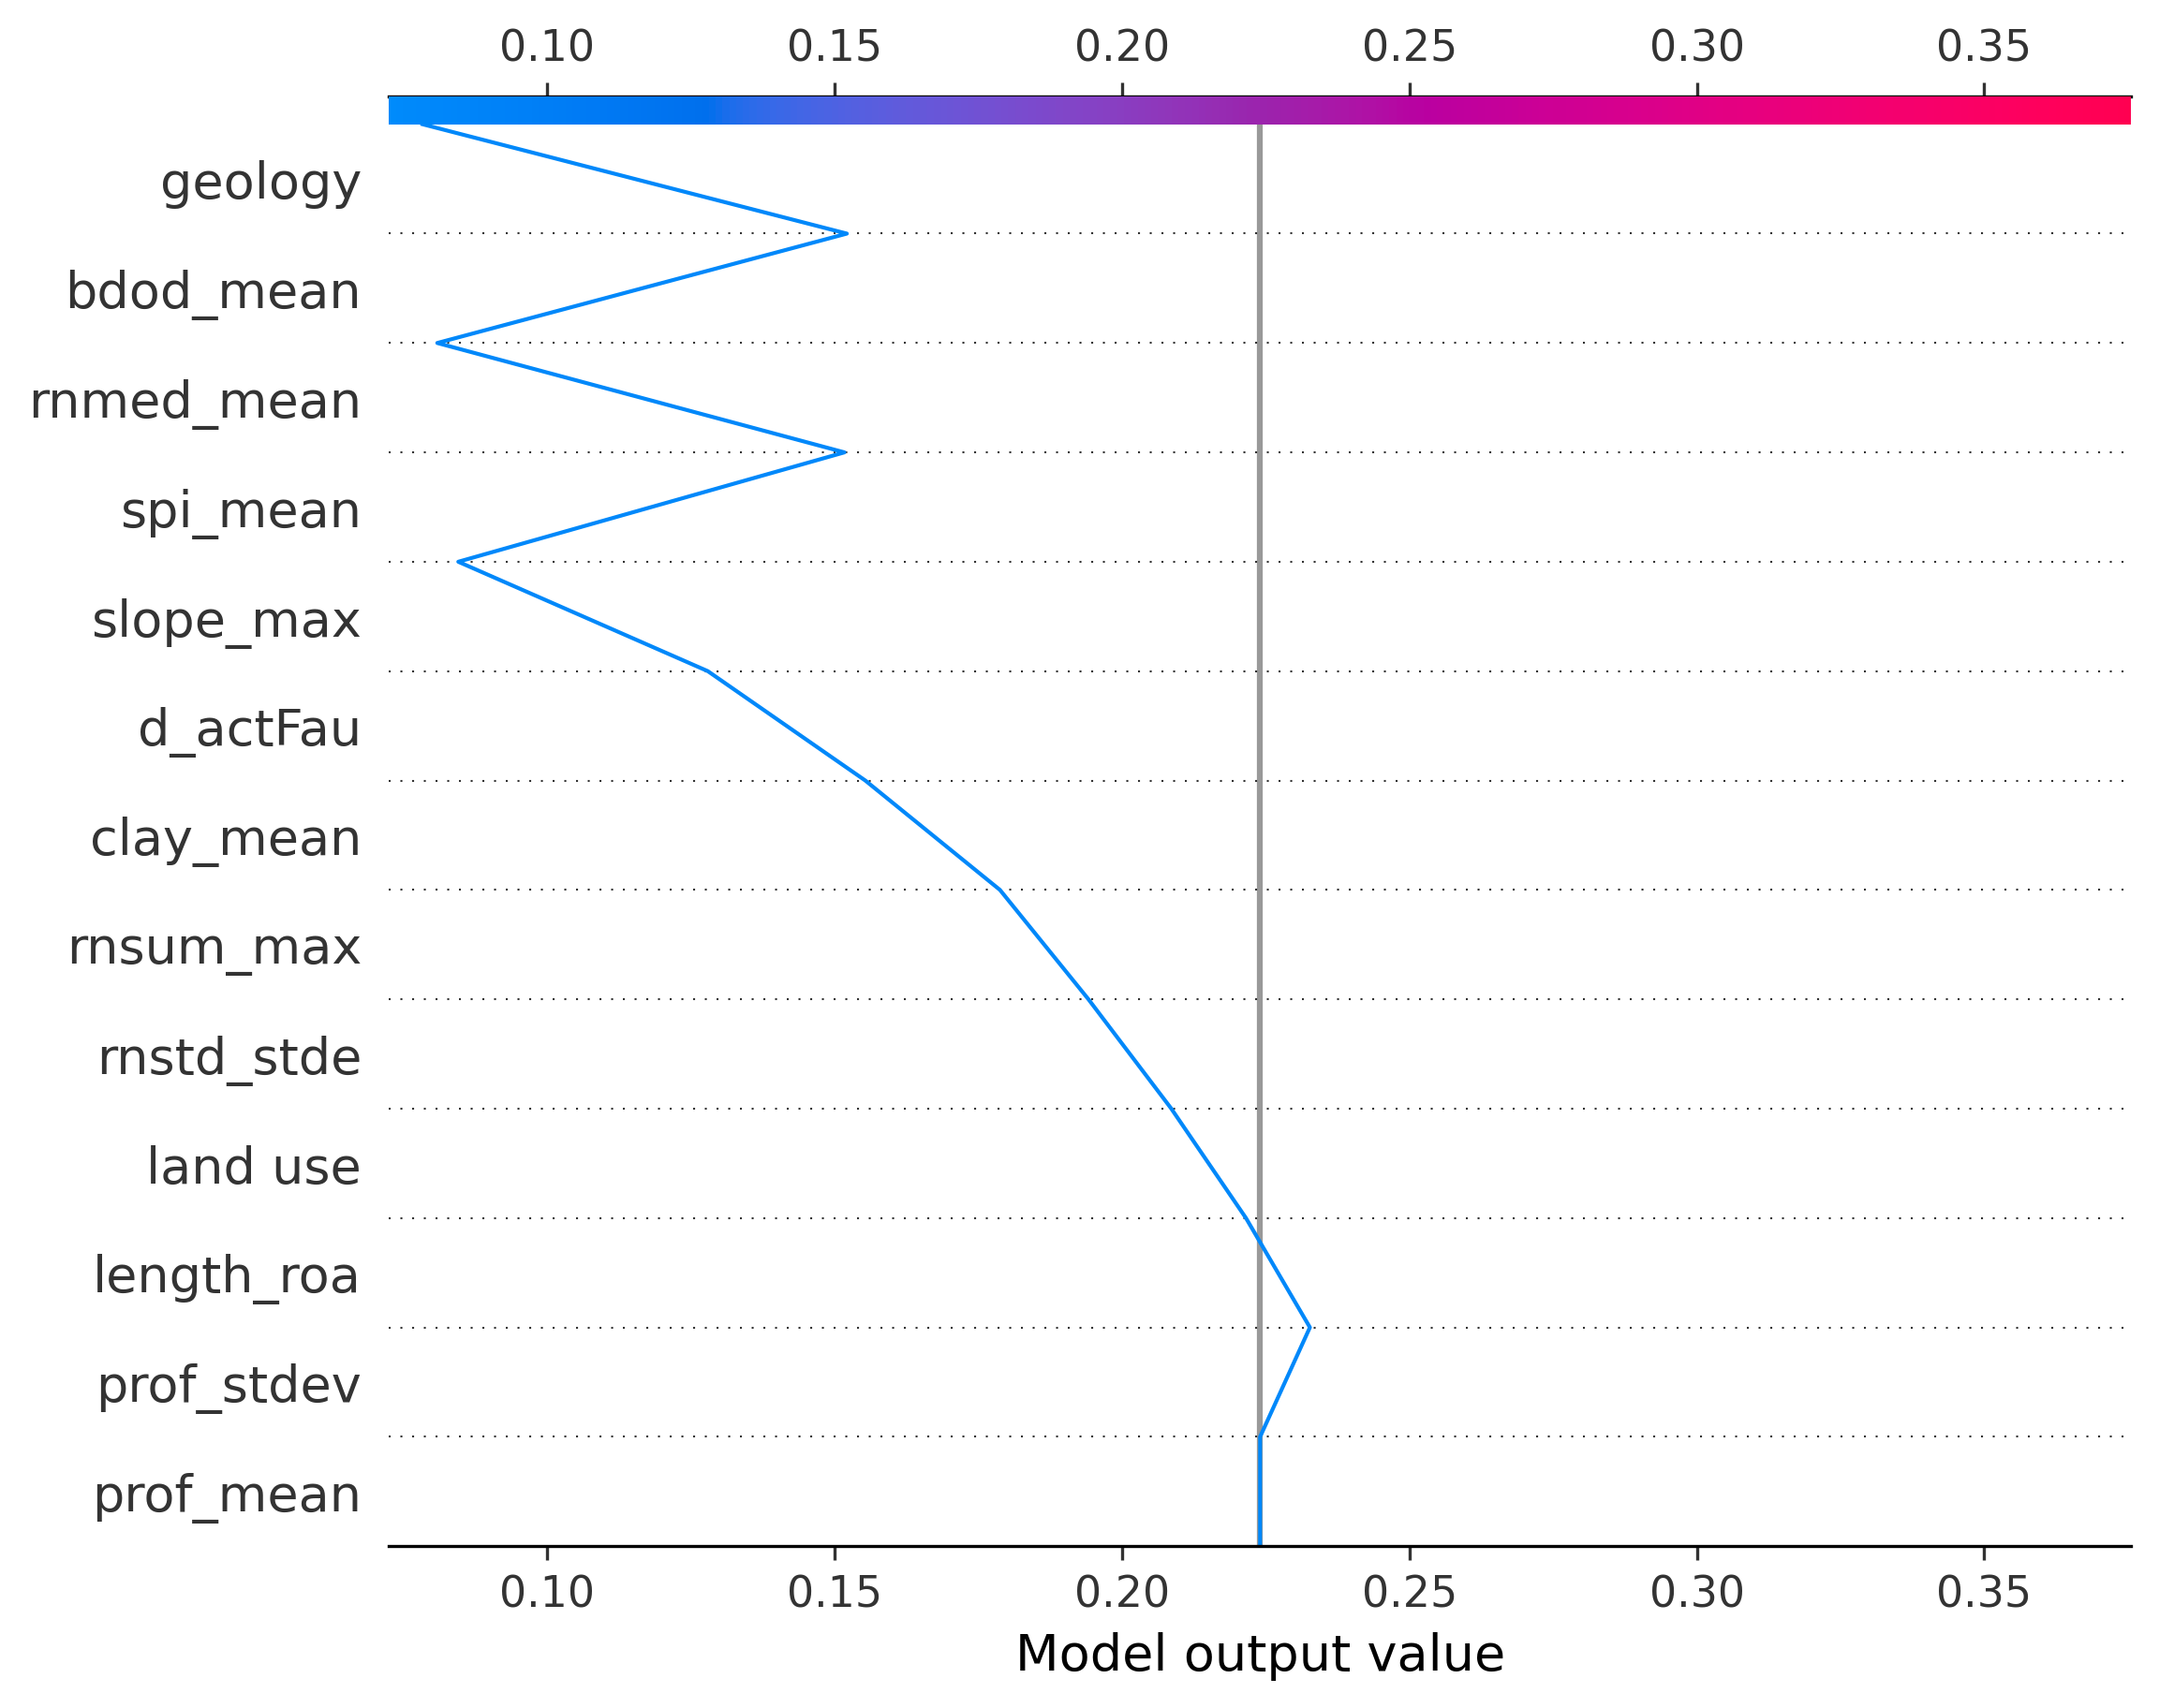 0.10 0.15 0.20 0.25 0.30 0.35
geology
bdod_mean
rnmed_mean
spi_mean
slope_max
d_actFau
clay_mean
rnsum_max
rnstd_stde
land use
length_roa
prof_stdev
prof_mean
0.10 0.15 0.20 0.25 0.30 0.35
Model output value